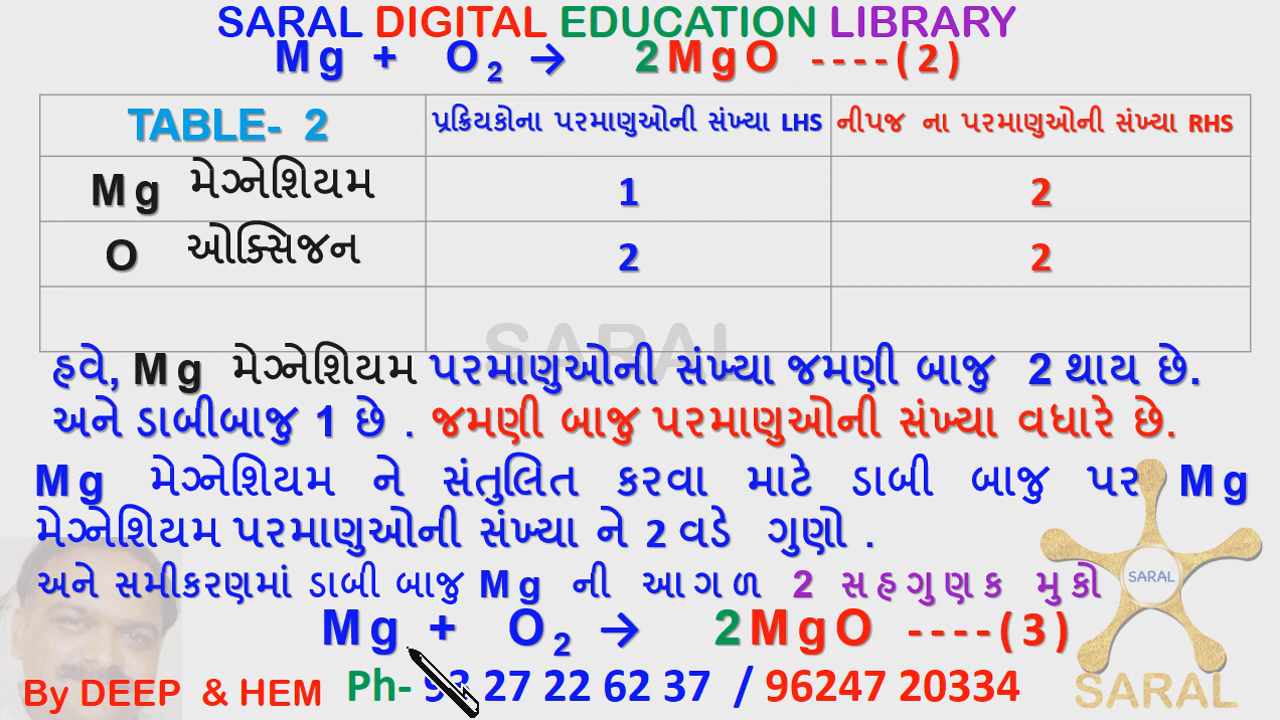 SARAL DIGITAL EDUCATION LIBRARY
Mg + O2 → 2MgO ----(2)
TABLE- 2 પ્રક્રિયકોના પરમાણુઓની સંખ્યા LHS નીપજ ના પરમાણુઓની સંખ્યા RHS
Mg મેગ્નેશિયમ 1 2
O ઓક્સિજન 2 2
SARAL
હવે, Mg મેગ્નેશિયમ પરમાણુઓની સંખ્યા જમણી બાજુ 2 થાય છે.
અને ડાબીબાજુ 1 છે . જમણી બાજુ પરમાણુઓની સંખ્યા વધારે છે.
Mg મેગ્નેશિયમ ને સંતુલિત કરવા માટે ડાબી બાજુ પર Mg
મેગ્નેશિયમ પરમાણુઓની સંખ્યા ને 2 વડે ગુણો .
અને સમીકરણમાં ડાબી બાજુ Mg ની આગળ 2 સહગુણક મુકો
SARAL
Mg + O2 → 2MgO ----(3)
By DEEP & HEM Ph- 93 27 22 62 37 / 96247 20334
SARAL